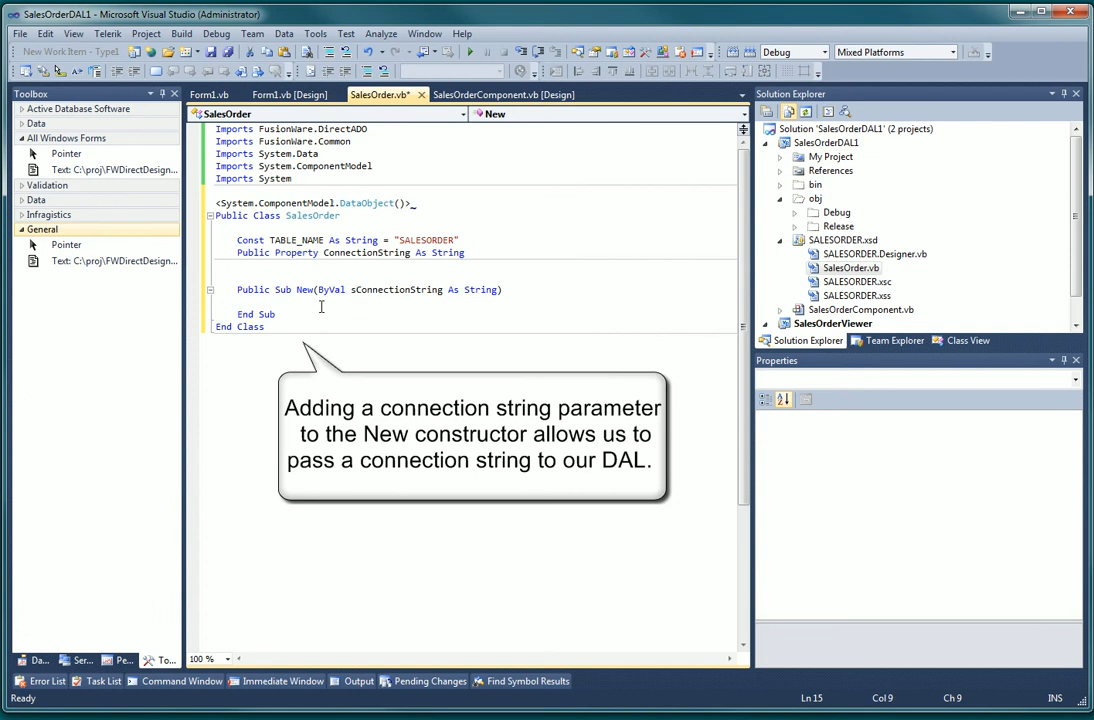 SalesOrderDAL1 - Microsoft Visual Studio (Administrator)
File Edit View Telerik Project Build Debug Team Data Tools Test Analyze Window Help
New Work Item - Type1 Debug Mixed Platforms
Toolbox
Active Database Software
Data
All Windows Forms
Pointer
Text: C:\proj\FWDirectDesign...
Validation
Data
Infragistics
General
Pointer
Text: C:\proj\FWDirectDesign...
Da... Ser... Pe... To...
Form1.vb Form1.vb [Design] SalesOrder.vb* SalesOrderComponent.vb [Design]
SalesOrder New
Imports FusionWare.DirectADO
Imports FusionWare.Common
Imports System.Data
Imports System.ComponentModel
Imports System
<System.ComponentModel.DataObject()>_
Public Class SalesOrder
Const TABLE_NAME As String = "SALESORDER"
Public Property ConnectionString As String
Public Sub New(ByVal sConnectionString As String)
End Sub
End Class
Adding a connection string parameter
to the New constructor allows us to
pass a connection string to our DAL.
100 %
Solution Explorer
Solution 'SalesOrderDAL1' (2 projects)
SalesOrderDAL1
My Project
References
bin
obj
Debug
Release
SALESORDER.xsd
SALESORDER.Designer.vb
SalesOrder.vb
SALESORDER.xsc
SALESORDER.xss
SalesOrderComponent.vb
SalesOrderViewer
Solution Explorer Team Explorer Class View
Properties
Error List Task List Command Window Immediate Window Output Pending Changes Find Symbol Results
Ready Ln 15 Col 9 Ch 9 INS